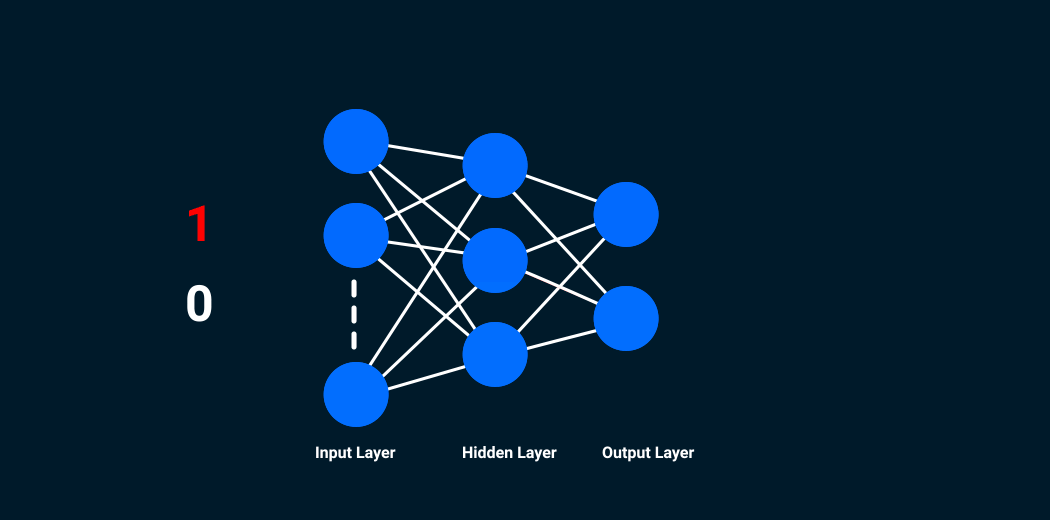 1
0
Input Layer
Hidden Layer
Output Layer